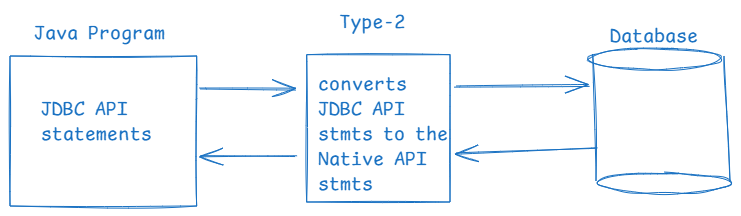 Java Program
Type-2
Database
JDBC API
statements
converts
JDBC API
stmts to the
Native API
stmts